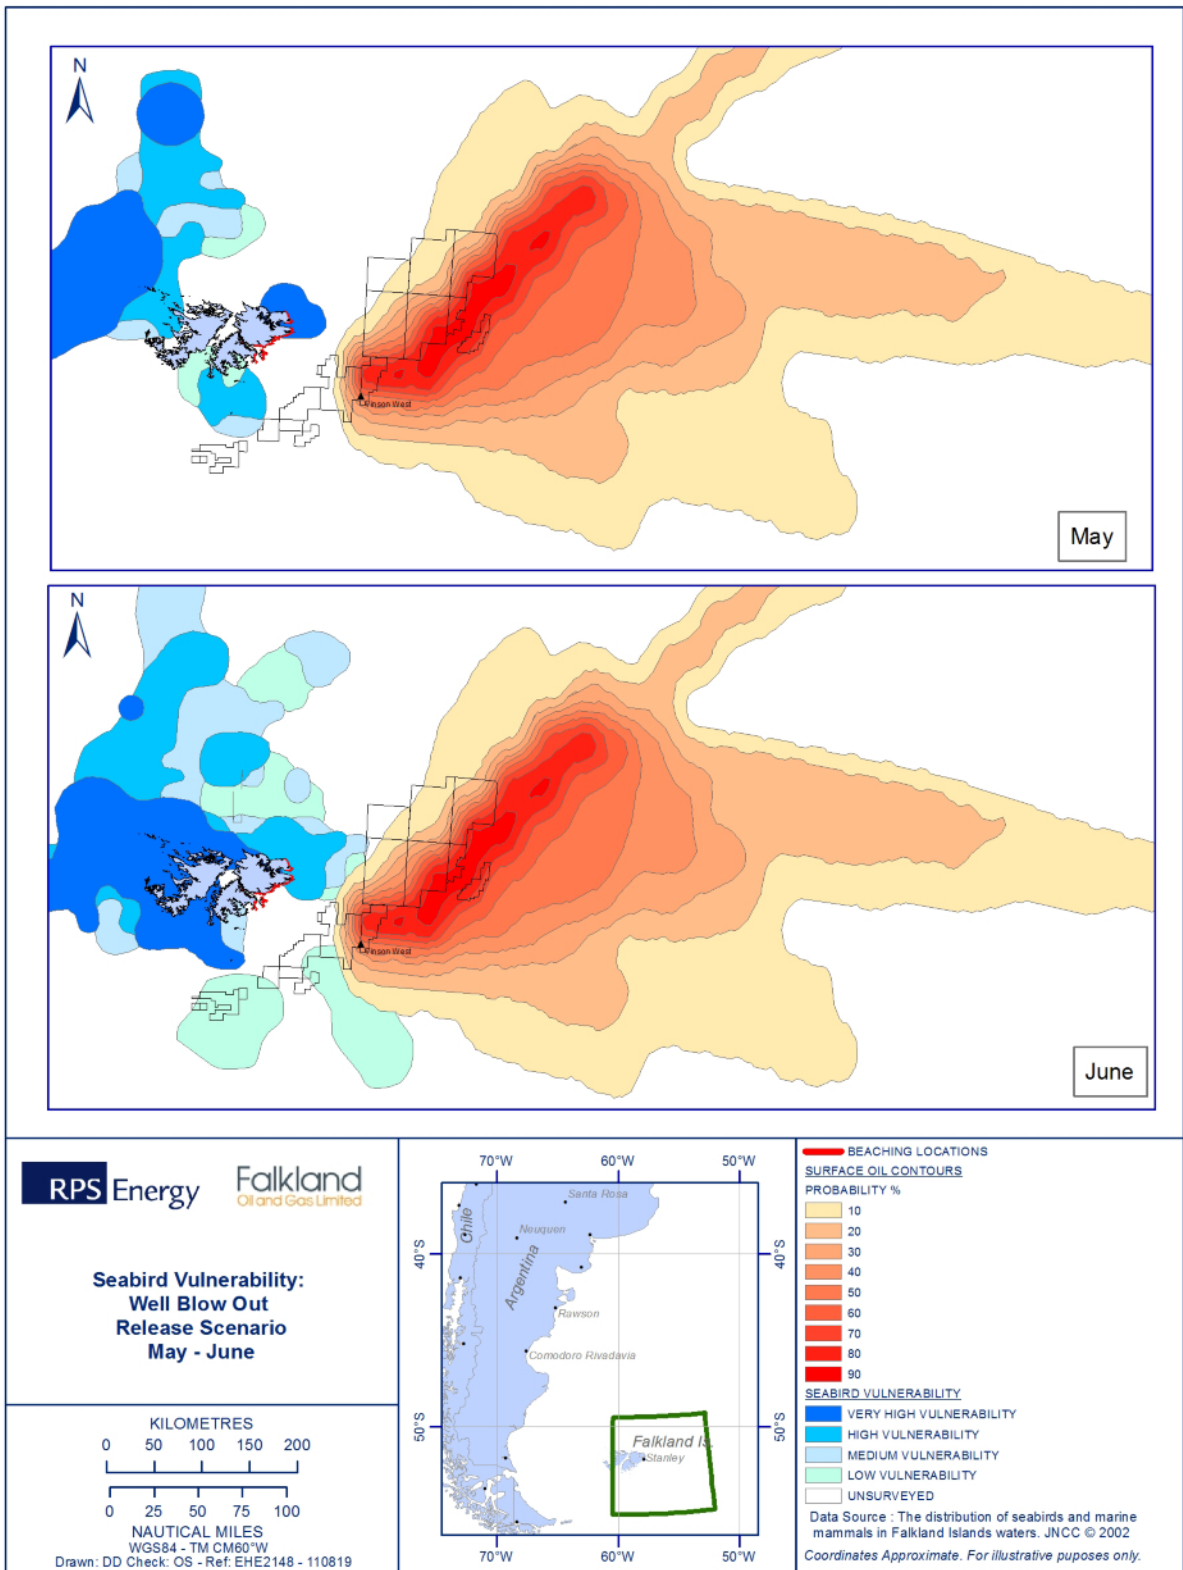 N
Pinson West
May
N
Pinson West
June
RPS Energy
Falkland
Oil and Gas Limited
Seabird Vulnerability:
Well Blow Out
Release Scenario
May - June
KILOMETRES
0 50 100 150 200
0 25 50 75 100
NAUTICAL MILES
WGS84 - TM CM60°W
Drawn: DD Check: OS - Ref: EHE2148 - 110819
70°W 60°W 50°W
Santa Rosa
Chile
Neuquen
40°S 40°S
Argentina
Rawson
Comodoro Rivadavia
50°S 50°S
Falkland Is.
Stanley
70°W 60°W 50°W
BEACHING LOCATIONS
SURFACE OIL CONTOURS
PROBABILITY %
10
20
30
40
50
60
70
80
90
SEABIRD VULNERABILITY
VERY HIGH VULNERABILITY
HIGH VULNERABILITY
MEDIUM VULNERABILITY
LOW VULNERABILITY
UNSURVEYED
Data Source : The distribution of seabirds and marine
mammals in Falkland Islands waters. JNCC © 2002
Coordinates Approximate. For illustrative puposes only.